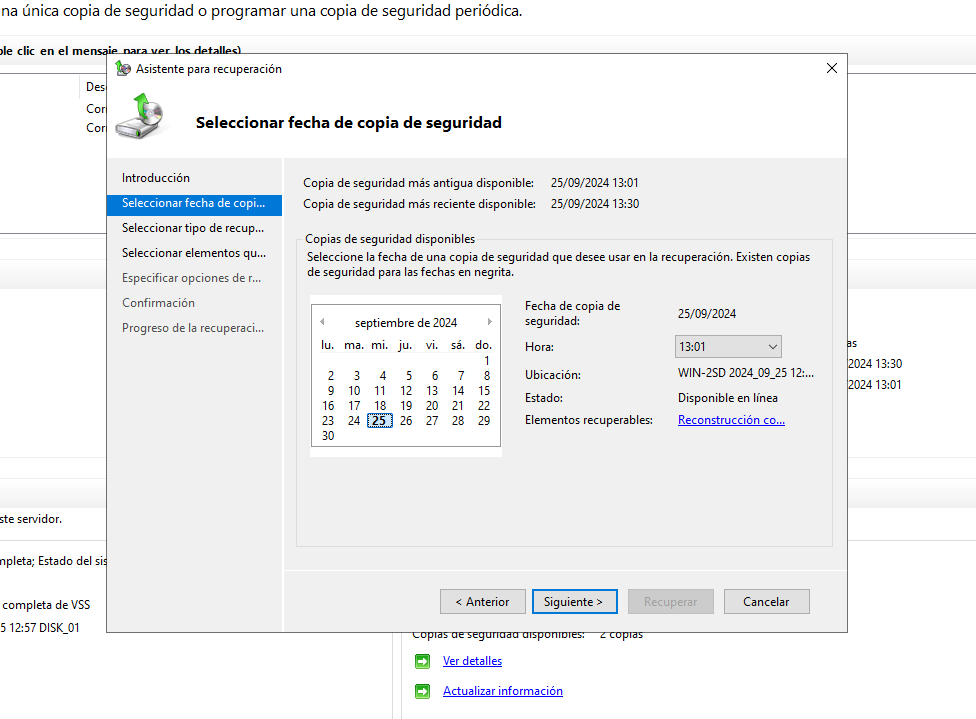 na única copia de seguridad o programar una copia de seguridad periódica.
ble clic en el mensaje para ver los detalles)
Asistente para recuperación
Des
Cor
Cor
Seleccionar fecha de copia de seguridad
Introducción
Seleccionar fecha de copi...
Seleccionar tipo de recup...
Seleccionar elementos qu...
Especificar opciones de r...
Confirmación
Progreso de la recuperaci...
Copia de seguridad más antigua disponible: 25/09/2024 13:01
Copia de seguridad más reciente disponible: 25/09/2024 13:30
Copias de seguridad disponibles
Seleccione la fecha de una copia de seguridad que desee usar en la recuperación. Existen copias
de seguridad para las fechas en negrita.
septiembre de 2024
lu. ma. mi. ju. vi. sá. do.
1
2 3 4 5 6 7 8
9 10 11 12 13 14 15
16 17 18 19 20 21 22
23 24 25 26 27 28 29
30
Fecha de copia de
seguridad: 25/09/2024
Hora: 13:01
Ubicación: WIN-2SD 2024_09_25 12:...
Estado: Disponible en línea
Elementos recuperables: Reconstrucción co...
as
2024 13:30
2024 13:01
ste servidor.
mpleta; Estado del sis
completa de VSS
5 12:57 DISK_01
< Anterior
Siguiente >
Recuperar
Cancelar
Copias de seguridad disponibles: 2 copias
Ver detalles
Actualizar información